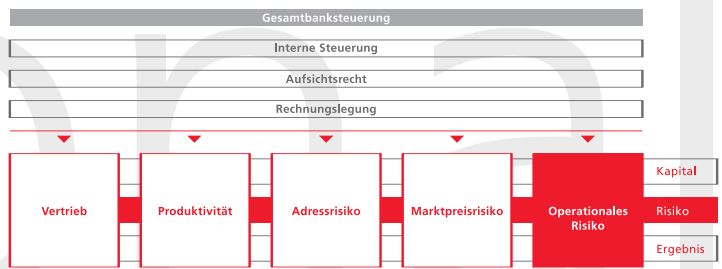 Gesamtbanksteuerung
Interne Steuerung
Aufsichtsrecht
Rechnungslegung
Kapital
Vertrieb
Produktivität
Adressrisiko
Marktpreisrisiko
Operationales
Risiko
Risiko
Ergebnis